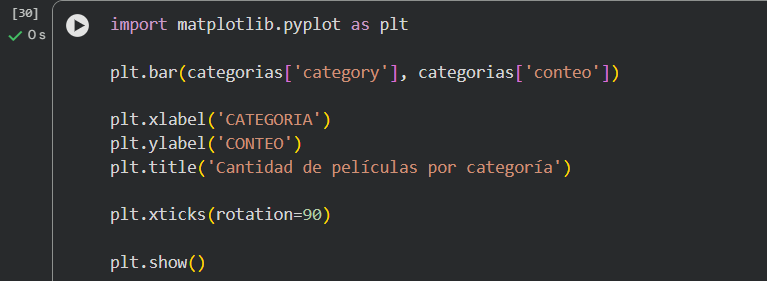 [30]
0 s
import matplotlib.pyplot as plt
plt.bar(categorias['category'], categorias['conteo'])
plt.xlabel('CATEGORIA')
plt.ylabel('CONTEO')
plt.title('Cantidad de películas por categoría')
plt.xticks(rotation=90)
plt.show()